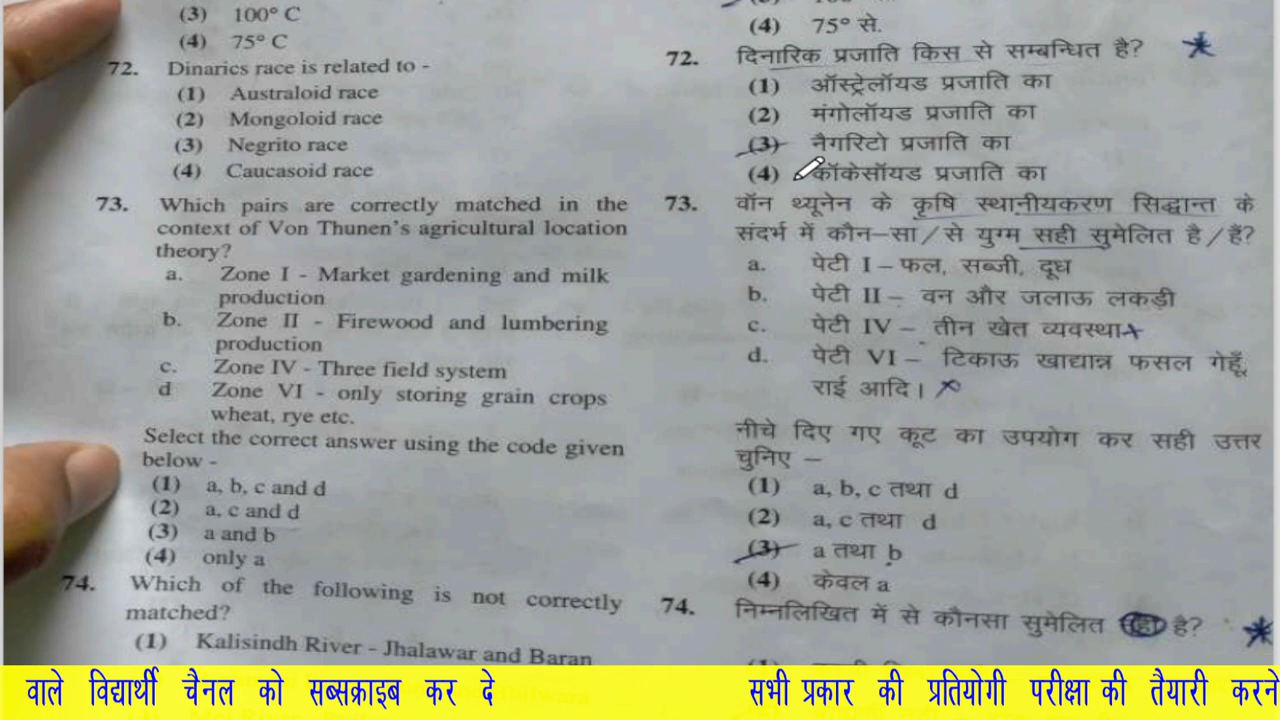 (3) 100° C
(4) 75° C
72. Dinarics race is related to -
(1) Australoid race
(2) Mongoloid race
(3) Negrito race
(4) Caucasoid race
73. Which pairs are correctly matched in the
context of Von Thunen's agricultural location
theory?
a. Zone I - Market gardening and milk
production
b. Zone II - Firewood and lumbering
production
c. Zone IV - Three field system
d Zone VI - only storing grain crops
wheat, rye etc.
Select the correct answer using the code given
below -
(1) a, b, c and d
(2) a, c and d
(3) a and b
(4) only a
74. Which of the following is not correctly
matched?
(1) Kalisindh River - Jhalawar and Baran
(4) 75° से.
72. दिनारिक प्रजाति किस से सम्बन्धित है?
(1) ऑस्ट्रेलॉयड प्रजाति का
(2) मंगोलॉयड प्रजाति का
(3) नैगरिटो प्रजाति का
(4) कॉकेसॉयड प्रजाति का
73. वॉन थ्यूनेन के कृषि स्थानीयकरण सिद्धान्त के
संदर्भ में कौन-सा/से युग्म सही सुमेलित है/हैं?
a. पेटी I – फल, सब्जी, दूध
b. पेटी II – वन और जलाऊ लकड़ी
c. पेटी IV – तीन खेत व्यवस्था
d. पेटी VI – टिकाऊ खाद्यान्न फसल गेहूँ,
राई आदि।
नीचे दिए गए कूट का उपयोग कर सही उत्तर
चुनिए –
(1) a, b, c तथा d
(2) a, c तथा d
(3) a तथा b
(4) केवल a
74. निम्नलिखित में से कौनसा सुमेलित है?
वाले विद्यार्थी चैनल को सब्सक्राइब कर दे
सभी प्रकार की प्रतियोगी परीक्षा की तैयारी करने